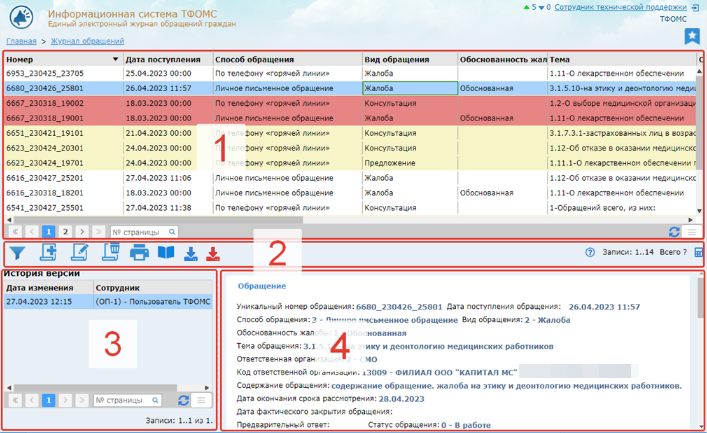 Информационная система ТФОМС
Единый электронный журнал обращений граждан
5 0 Сотрудник технической поддержки
ТФОМС
Главная > Журнал обращений
Номер Дата поступления Способ обращения Вид обращения Обоснованность жал Тема
6953_230425_23705 25.04.2023 00:00 По телефону «горячей линии» Жалоба 1.11-О лекарственном обеспечении
6680_230426_25801 26.04.2023 11:57 Личное письменное обращение Жалоба Обоснованная 3.1.5.10-на этику и деонтологию меди
6667_230318_19002 18.03.2023 00:00 По телефону «горячей линии» Консультация 1.2-О выборе медицинской организаци
6667_230318_19001 18.03.2023 00:00 Личное письменное обращение Жалоба Обоснованная 1.11-О лекарственном обеспечении
6651_230421_19101 21.04.2023 00:00 По телефону «горячей линии» Консультация 3.1.7.3.1-застрахованных лиц в возрас
6623_230424_20301 24.04.2023 00:00 По телефону «горячей линии» Консультация 1.12-Об отказе в оказании медицинско
6623_230424_19701 24.04.2023 00:00 По телефону «горячей линии» Предложение 1.11.1-О лекарственном обеспечении п
6616_230427_25201 27.04.2023 11:06 Личное письменное обращение Жалоба 1.12-Об отказе в оказании медицинско
6616_230318_18201 18.03.2023 00:00 Личное письменное обращение Жалоба Обоснованная 1.11-О лекарственном обеспечении
6541_230427_25501 27.04.2023 11:38 По телефону «горячей линии» Консультация 1-Обращений всего, из них:
1
1 2 № страницы
2
Записи: 1..14 Всего ?
История версий
Дата изменения Сотрудник
27.04.2023 12:15 (ОП-1) - Пользователь ТФОМС
3
1 № страницы
Записи: 1..1 из 1.
Обращение
Уникальный номер обращения: 6680_230426_25801 Дата поступления обращения: 26.04.2023 11:57
Способ обращения: 2 - Личное письменное обращение Вид обращения: 2 - Жалоба
Обоснованность жалобы: 1 - Обоснованная
Тема обращения: 3.1.5.10 на этику и деонтологию медицинских работников
Ответственная организация: - СМО
4
Код ответственной организации: 13009 - ФИЛИАЛ ООО "КАПИТАЛ МС"
Содержание обращения: содержание обращение. жалоба на этику и деонтологию медицинских работников.
Дата окончания срока рассмотрения: 28.04.2023
Дата фактического закрытия обращения:
Предварительный ответ: Статус обращения: 0 - В работе